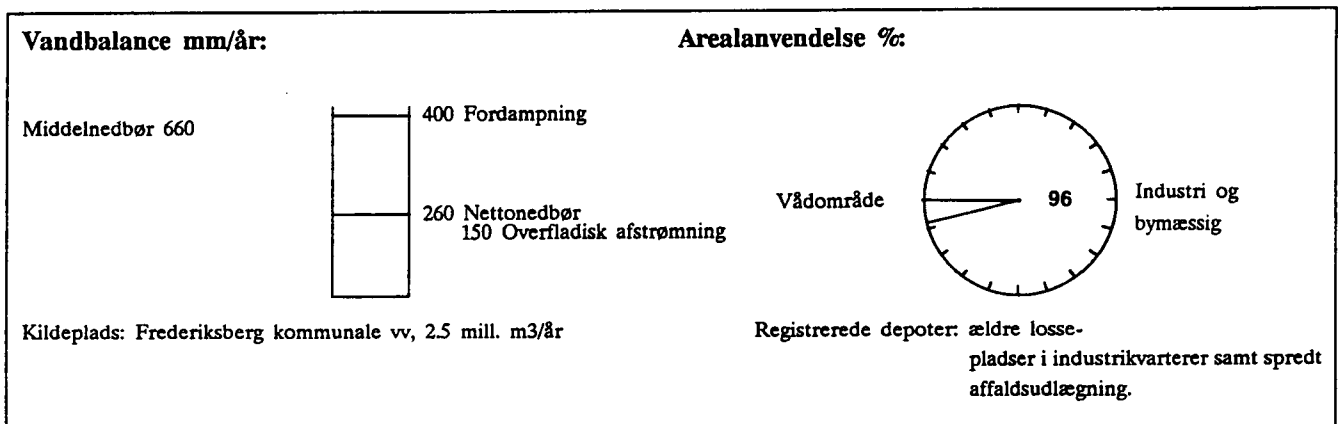 Vandbalance mm/år:
Arealanvendelse %:
Middelnedbør 660
400 Fordampning
260 Nettonedbør
150 Overfladisk afstrømning
Vådområde
96
Industri og
bymæssig
Kildeplads: Frederiksberg kommunale vv, 2.5 mill. m3/år
Registrerede depoter: ældre losse-
pladser i industrikvarterer samt spredt
affaldsudlægning.